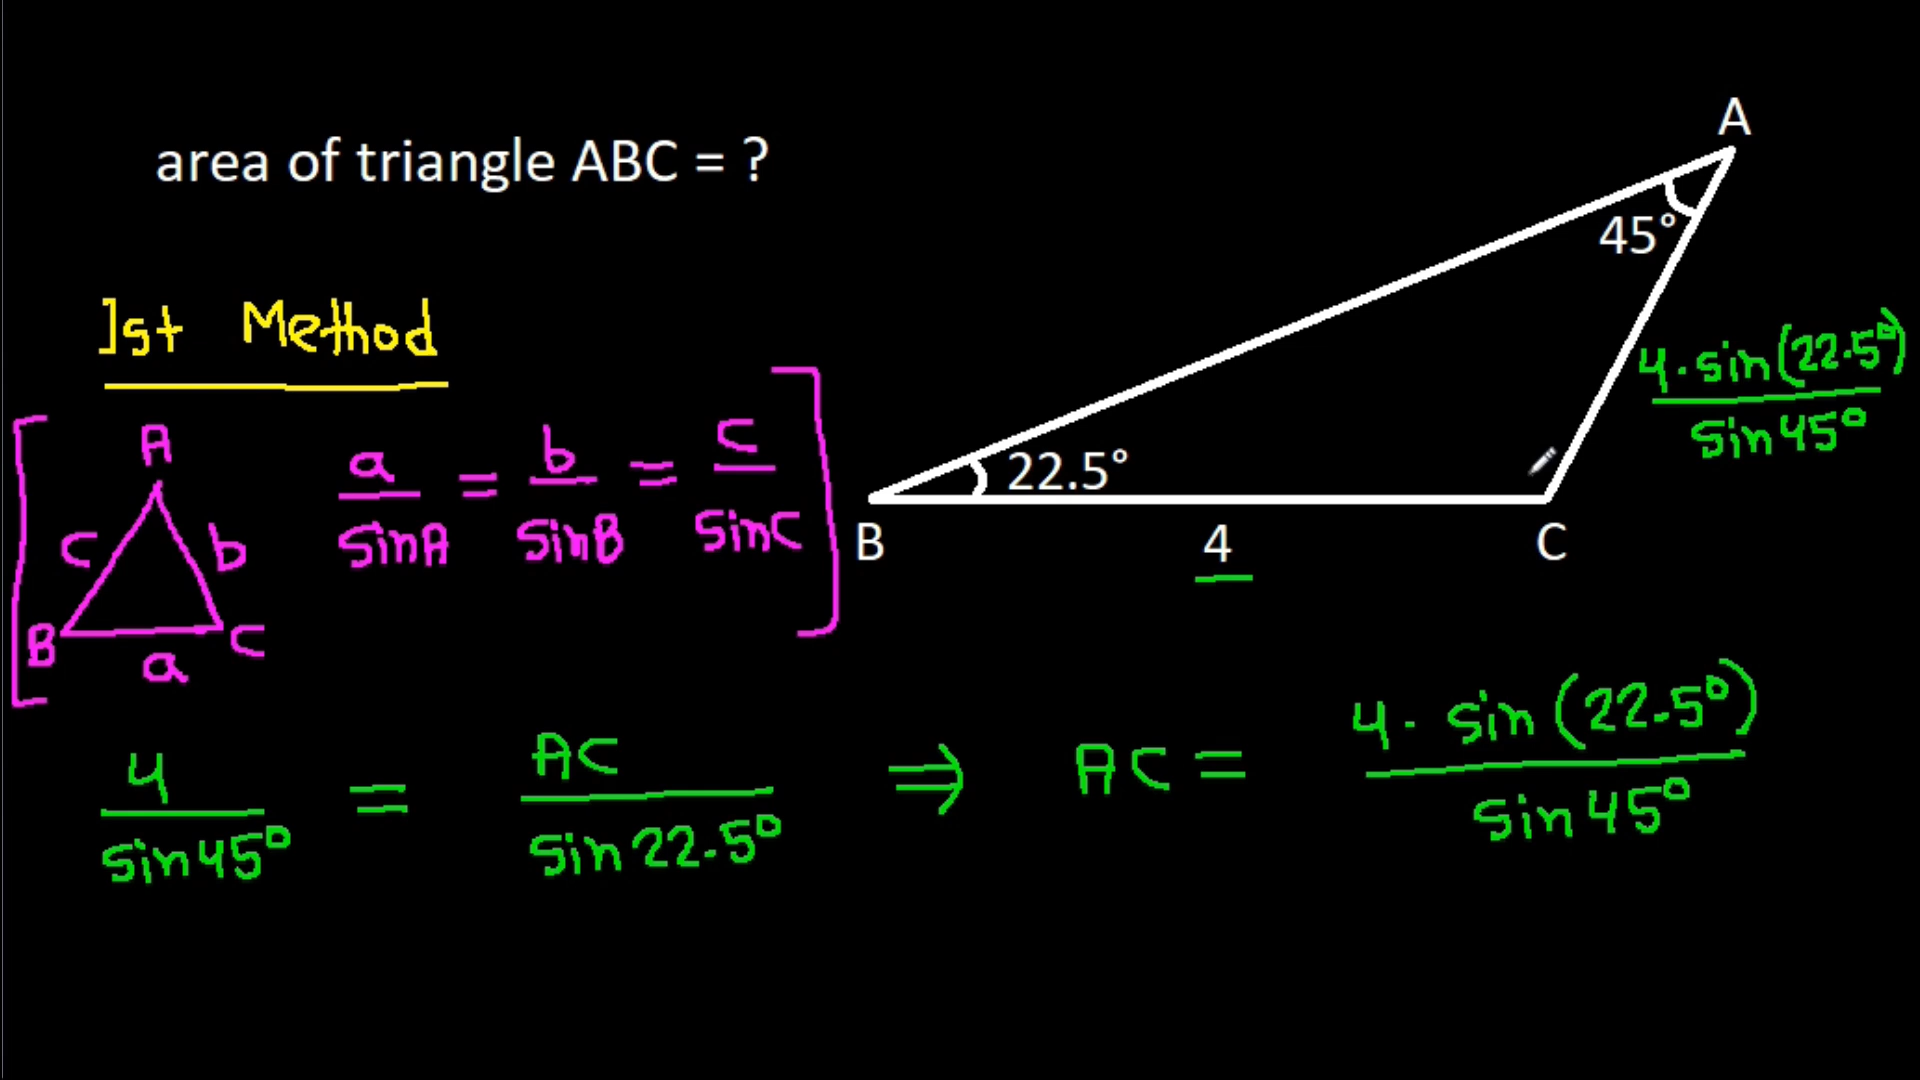 area of triangle ABC = ?
1st Method
A
c b
B C
a
a/sinA = b/sinB = c/sinC
A
45°
22.5°
B 4 C
4·sin(22.5°)/sin45°
4/sin45° = AC/sin22.5° ⇒ AC = 4·sin(22.5°)/sin45°